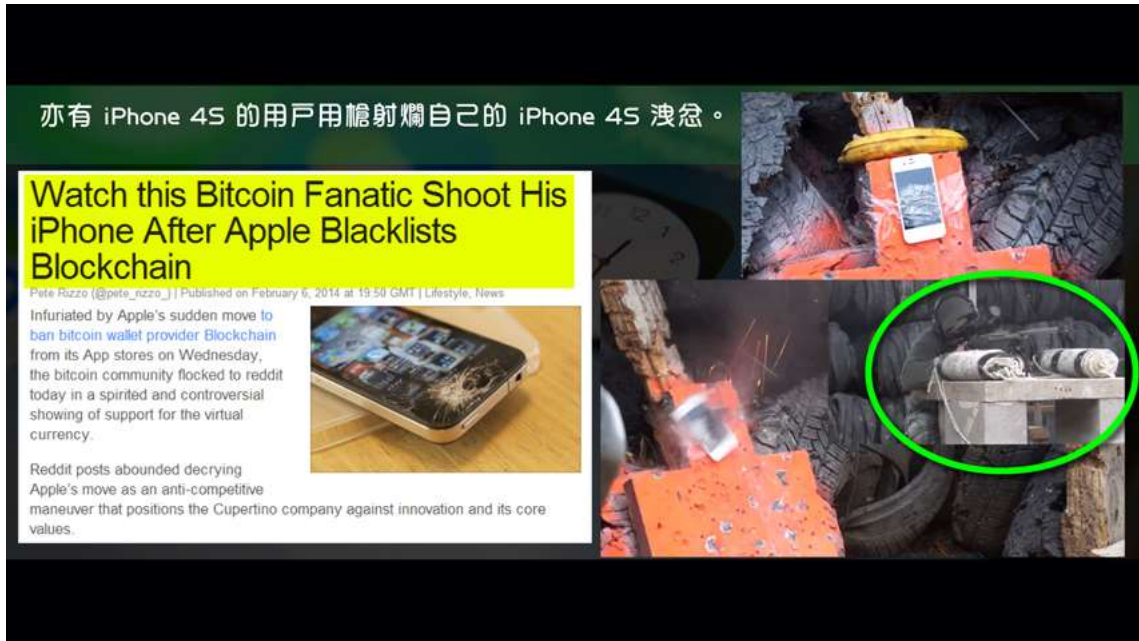 亦有 iPhone 4S 的用戶用槍射爛自己的 iPhone 4S 洩忿。
Watch this Bitcoin Fanatic Shoot His
iPhone After Apple Blacklists
Blockchain
Pete Rizzo (@pete_rizzo_) | Published on February 6, 2014 at 19:50 GMT | Lifestyle, News
Infuriated by Apple's sudden move to
ban bitcoin wallet provider Blockchain
from its App stores on Wednesday,
the bitcoin community flocked to reddit
today in a spirited and controversial
showing of support for the virtual
currency.
Reddit posts abounded decrying
Apple's move as an anti-competitive
maneuver that positions the Cupertino company against innovation and its core
values.